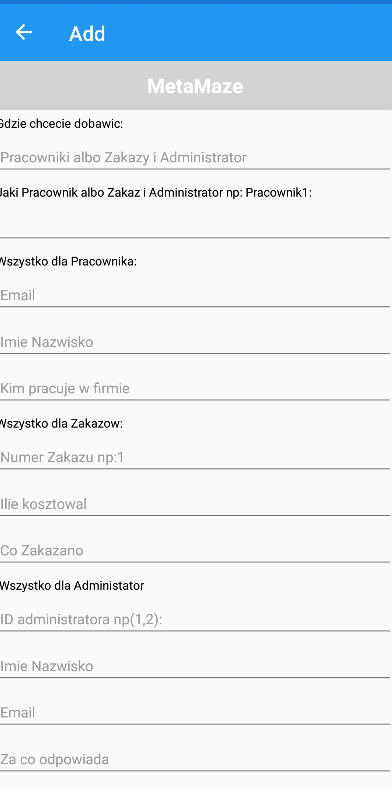 Add
MetaMaze
Gdzie chcecie dobawic:
Pracowniki albo Zakazy i Administrator
Jaki Pracownik albo Zakaz i Administrator np: Pracownik1:
Wszystko dla Pracownika:
Email
Imie Nazwisko
Kim pracuje w firmie
Wszystko dla Zakazow:
Numer Zakazu np:1
Ilie kosztowal
Co Zakazano
Wszystko dla Administator
ID administratora np(1,2):
Imie Nazwisko
Email
Za co odpowiada